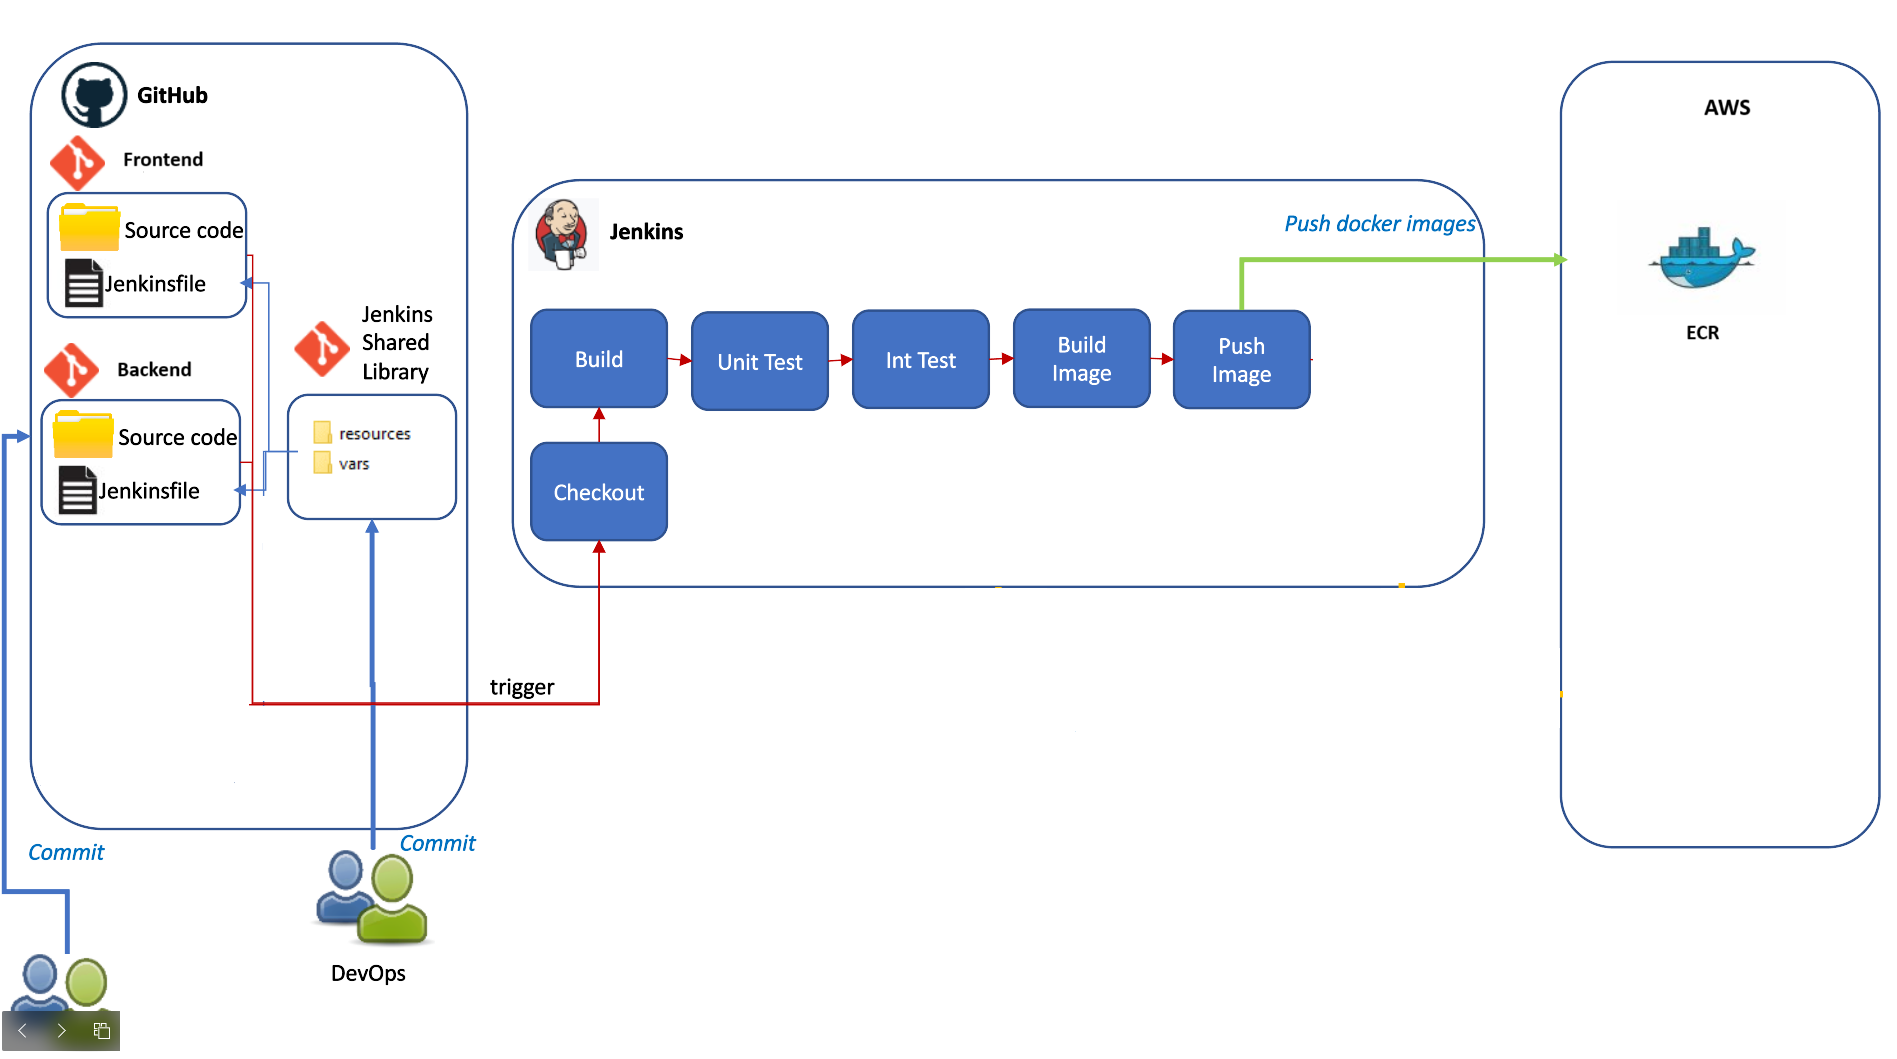 GitHub
Frontend
Source code
Jenkinsfile
Backend
Source code
Jenkinsfile
Jenkins
Shared
Library
resources
vars
Commit
Commit
DevOps
trigger
Jenkins
Build
Unit Test
Int Test
Build
Image
Push
Image
Checkout
Push docker images
AWS
ECR